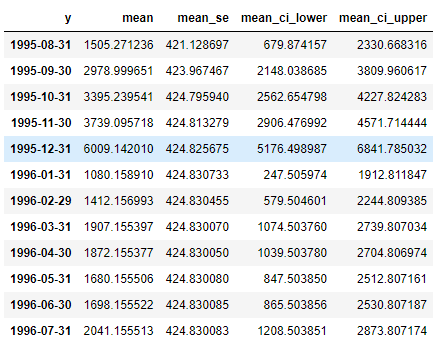 y mean mean_se mean_ci_lower mean_ci_upper
1995-08-31 1505.271236 421.128697 679.874157 2330.668316
1995-09-30 2978.999651 423.967467 2148.038685 3809.960617
1995-10-31 3395.239541 424.795940 2562.654798 4227.824283
1995-11-30 3739.095718 424.813279 2906.476992 4571.714444
1995-12-31 6009.142010 424.825675 5176.498987 6841.785032
1996-01-31 1080.158910 424.830733 247.505974 1912.811847
1996-02-29 1412.156993 424.830455 579.504601 2244.809385
1996-03-31 1907.155397 424.830070 1074.503760 2739.807034
1996-04-30 1872.155377 424.830050 1039.503780 2704.806974
1996-05-31 1680.155506 424.830080 847.503850 2512.807161
1996-06-30 1698.155522 424.830085 865.503856 2530.807187
1996-07-31 2041.155513 424.830083 1208.503851 2873.807174